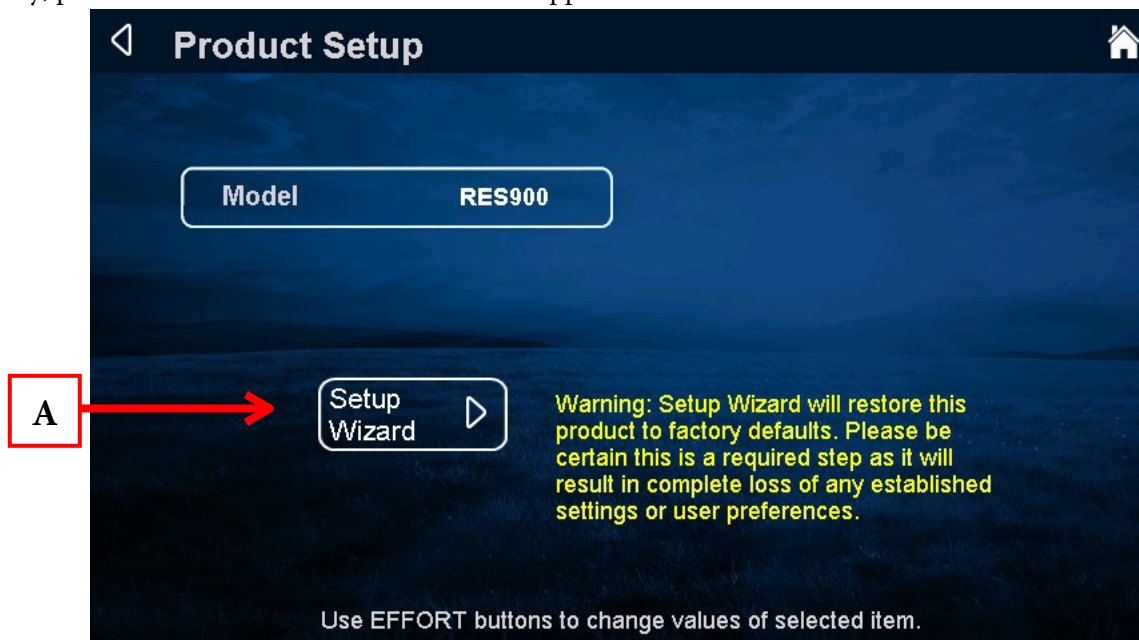 Product Setup
Model RES900
A
Setup
Wizard
Warning: Setup Wizard will restore this
product to factory defaults. Please be
certain this is a required step as it will
result in complete loss of any established
settings or user preferences.
Use EFFORT buttons to change values of selected item.